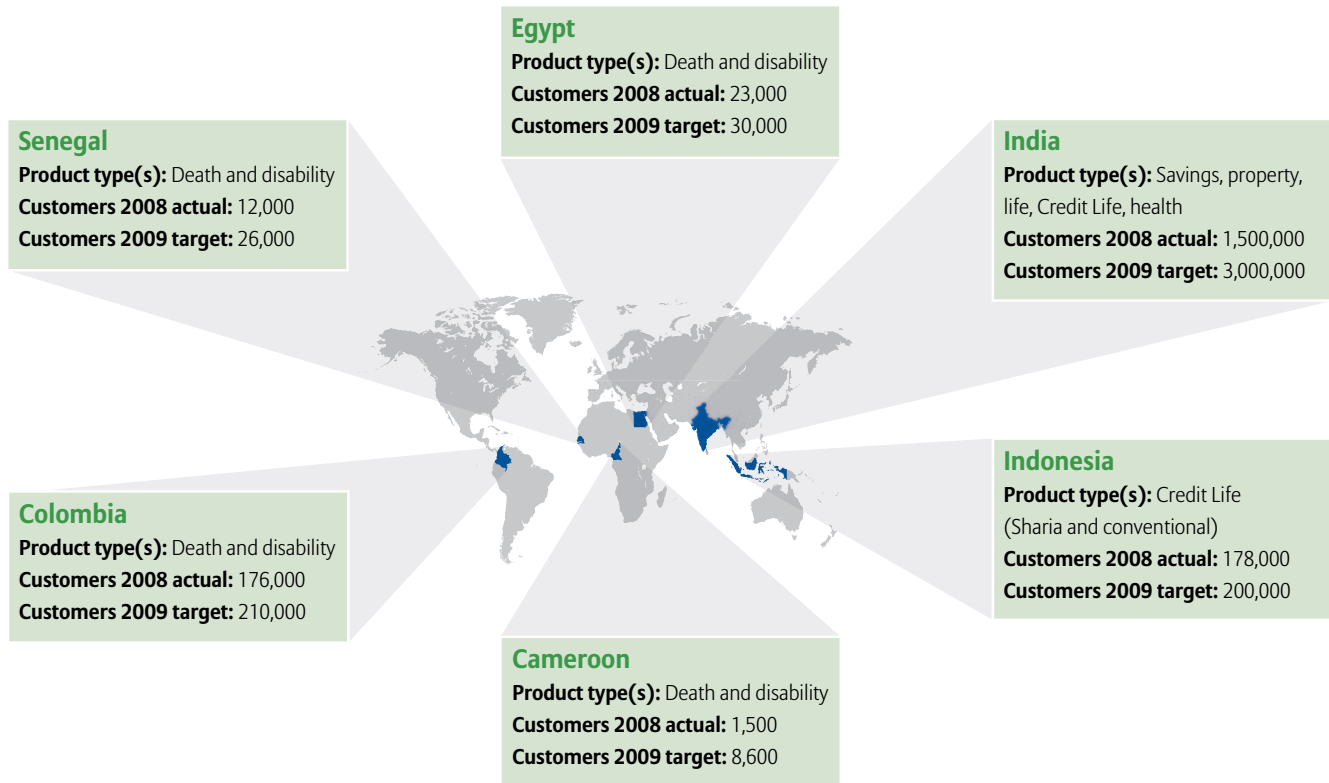 Egypt
Product type(s): Death and disability
Customers 2008 actual: 23,000
Customers 2009 target: 30,000
Senegal
Product type(s): Death and disability
Customers 2008 actual: 12,000
Customers 2009 target: 26,000
India
Product type(s): Savings, property,
life, Credit Life, health
Customers 2008 actual: 1,500,000
Customers 2009 target: 3,000,000
Colombia
Product type(s): Death and disability
Customers 2008 actual: 176,000
Customers 2009 target: 210,000
Indonesia
Product type(s): Credit Life
(Sharia and conventional)
Customers 2008 actual: 178,000
Customers 2009 target: 200,000
Cameroon
Product type(s): Death and disability
Customers 2008 actual: 1,500
Customers 2009 target: 8,600